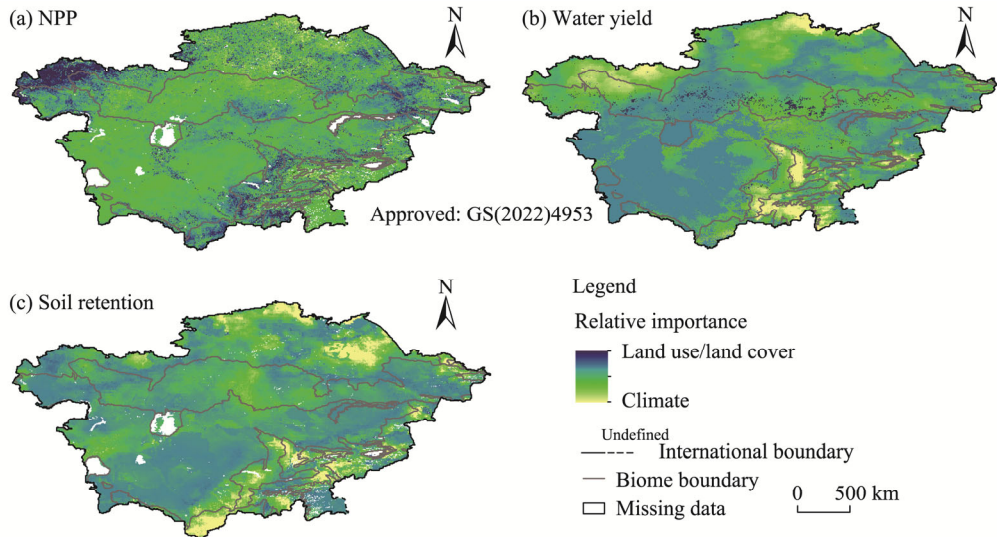 (a) NPP
N
(b) Water yield
N
Approved: GS(2022)4953
(c) Soil retention
N
Legend
Relative importance
Land use/land cover
Climate
Undefined
International boundary
Biome boundary
Missing data
0 500 km